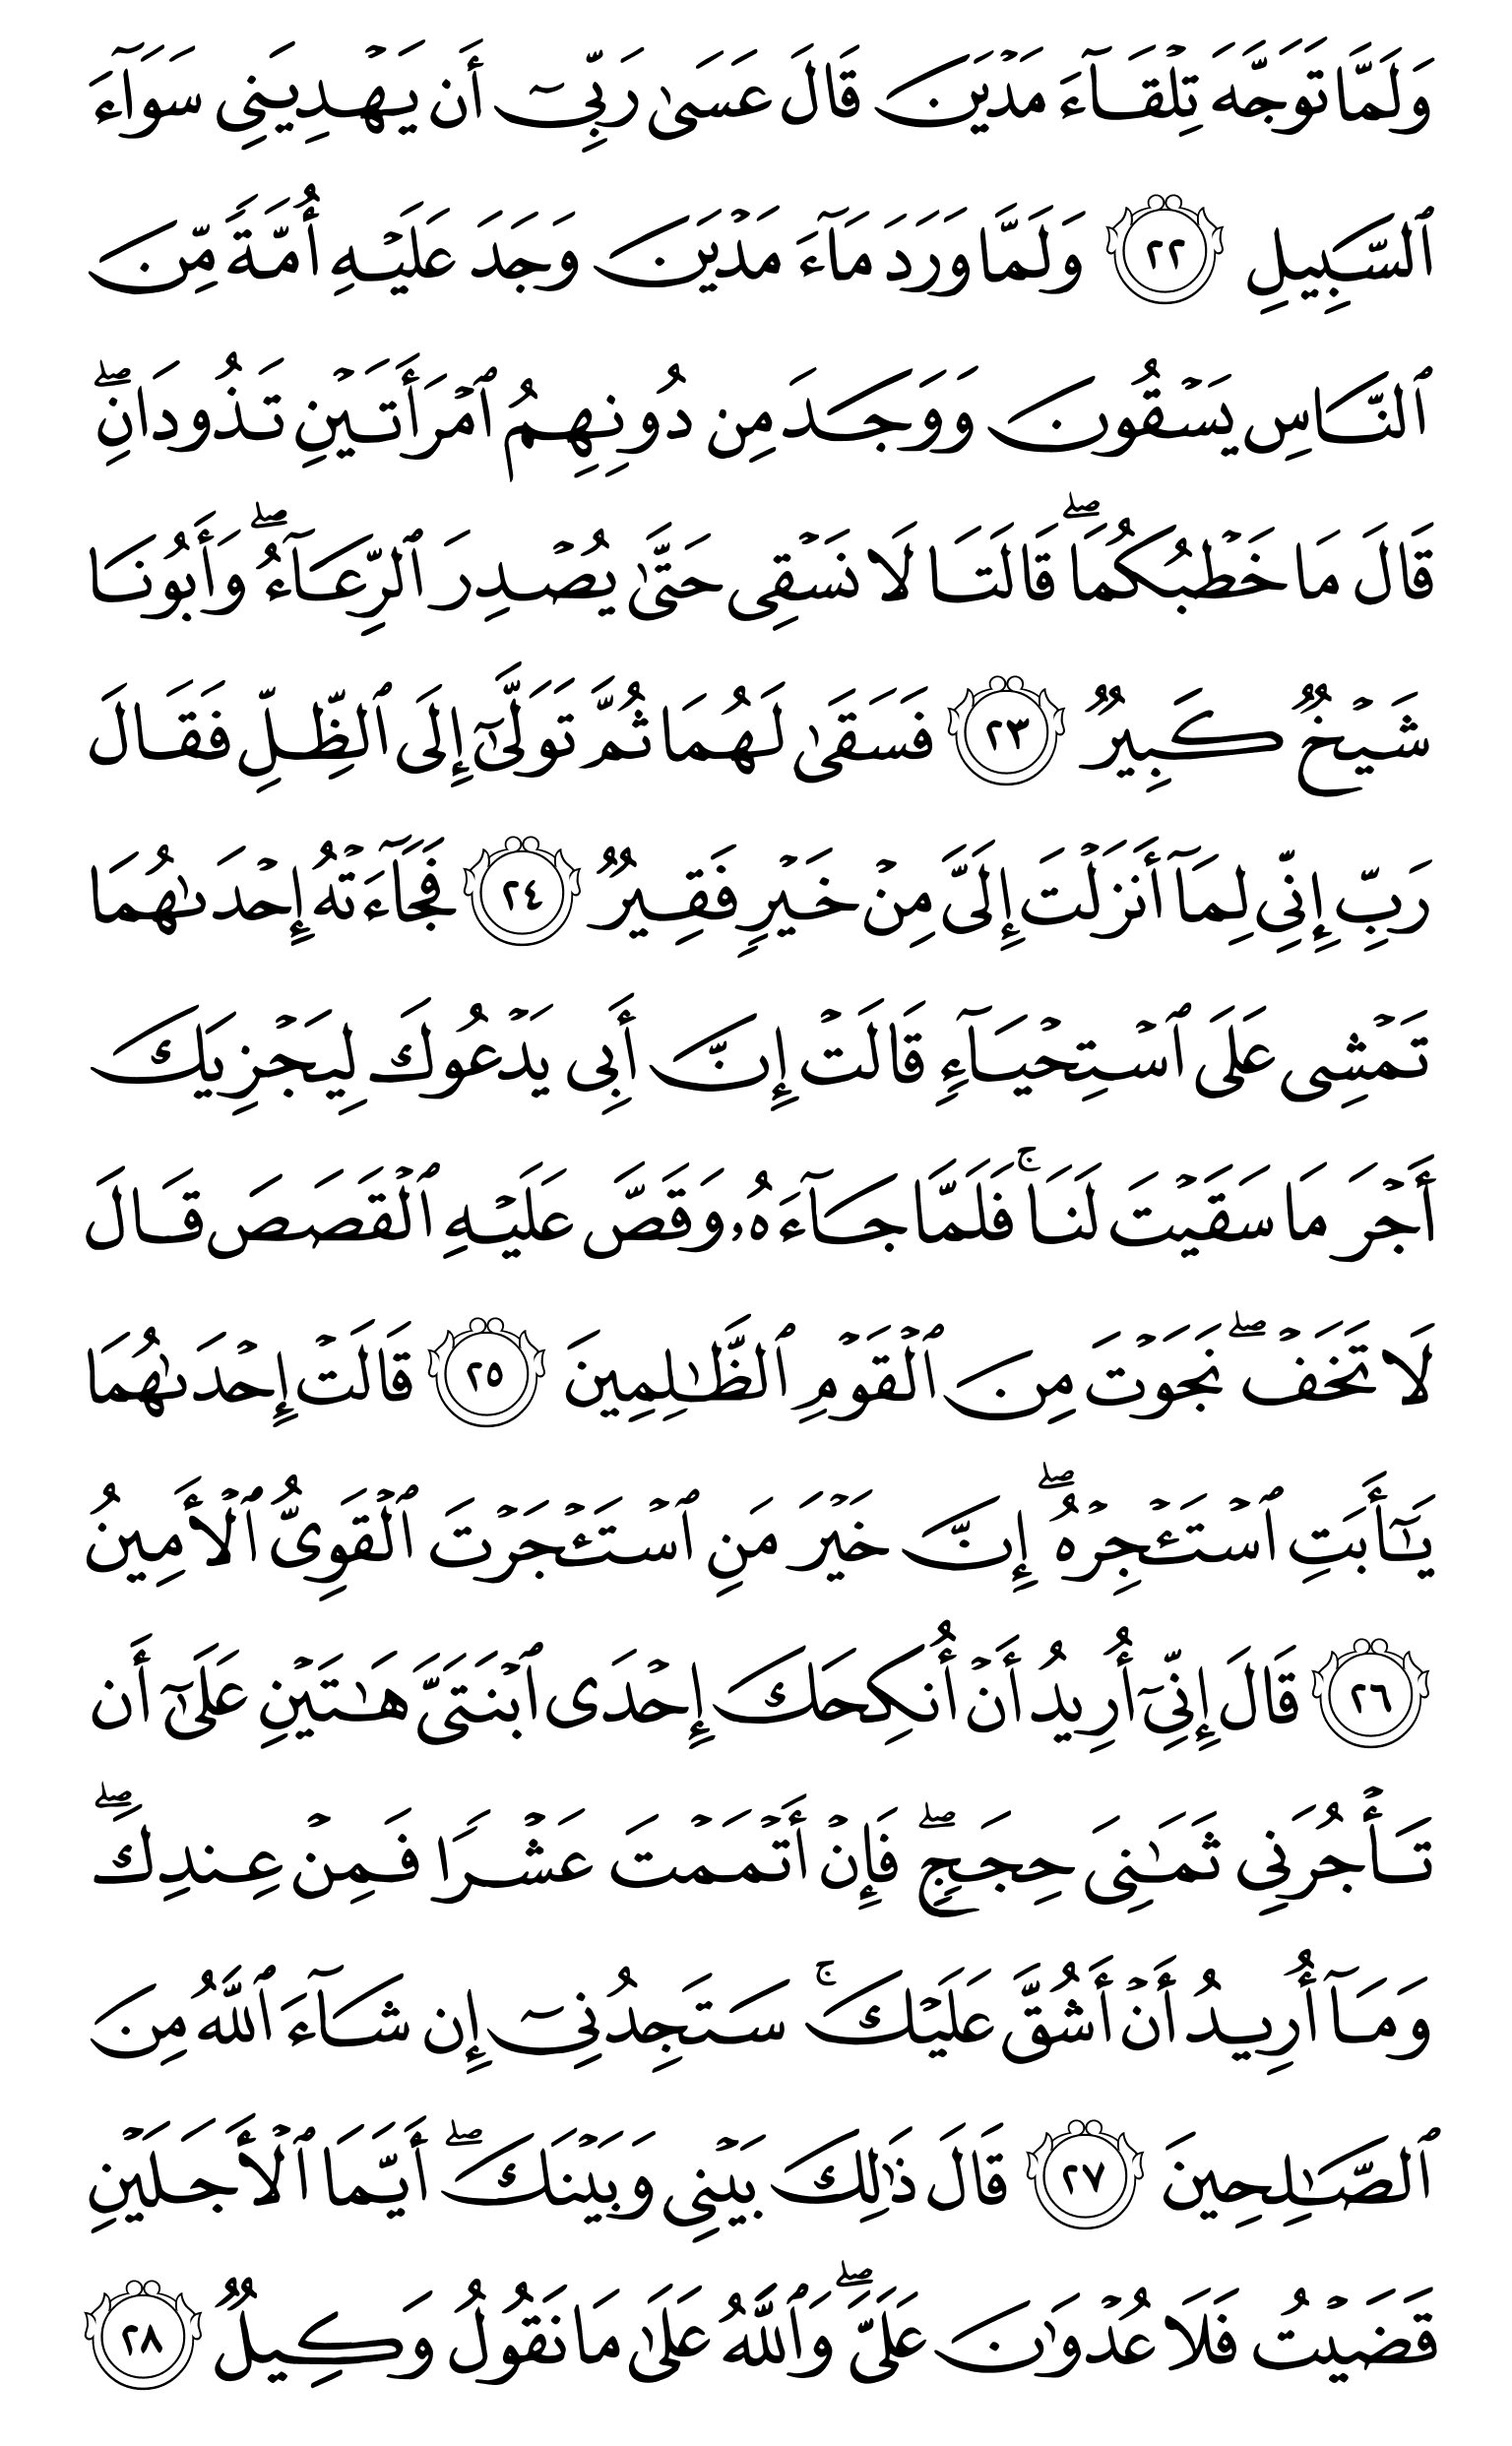 وَلَمَّا تَوَجَّهَ تِلۡقَآءَ مَدۡيَنَ قَالَ عَسَىٰ رَبِّيٓ أَن يَهۡدِيَنِي سَوَآءَ
ٱلسَّبِيلِ ٢٢ وَلَمَّا وَرَدَ مَآءَ مَدۡيَنَ وَجَدَ عَلَيۡهِ أُمَّةٗ مِّنَ
ٱلنَّاسِ يَسۡقُونَ وَوَجَدَ مِن دُونِهِمُ ٱمۡرَأَتَيۡنِ تَذُودَانِۖ
قَالَ مَا خَطۡبُكُمَاۖ قَالَتَا لَا نَسۡقِي حَتَّىٰ يُصۡدِرَ ٱلرِّعَآءُۖ وَأَبُونَا
شَيۡخٞ كَبِيرٞ ٢٣ فَسَقَىٰ لَهُمَا ثُمَّ تَوَلَّىٰٓ إِلَى ٱلظِّلِّ فَقَالَ
رَبِّ إِنِّي لِمَآ أَنزَلۡتَ إِلَيَّ مِنۡ خَيۡرٖ فَقِيرٞ ٢٤ فَجَآءَتۡهُ إِحۡدَىٰهُمَا
تَمۡشِي عَلَى ٱسۡتِحۡيَآءٖ قَالَتۡ إِنَّ أَبِي يَدۡعُوكَ لِيَجۡزِيَكَ
أَجۡرَ مَا سَقَيۡتَ لَنَاۚ فَلَمَّا جَآءَهُۥ وَقَصَّ عَلَيۡهِ ٱلۡقَصَصَ قَالَ
لَا تَخَفۡۖ نَجَوۡتَ مِنَ ٱلۡقَوۡمِ ٱلظَّٰلِمِينَ ٢٥ قَالَتۡ إِحۡدَىٰهُمَا
يَٰٓأَبَتِ ٱسۡتَـٔۡجِرۡهُۖ إِنَّ خَيۡرَ مَنِ ٱسۡتَـٔۡجَرۡتَ ٱلۡقَوِيُّ ٱلۡأَمِينُ
٢٦ قَالَ إِنِّيٓ أُرِيدُ أَنۡ أُنكِحَكَ إِحۡدَى ٱبۡنَتَيَّ هَٰتَيۡنِ عَلَىٰٓ أَن
تَأۡجُرَنِي ثَمَٰنِيَ حِجَجٖۖ فَإِنۡ أَتۡمَمۡتَ عَشۡرٗا فَمِنۡ عِندِكَۖ
وَمَآ أُرِيدُ أَنۡ أَشُقَّ عَلَيۡكَۚ سَتَجِدُنِيٓ إِن شَآءَ ٱللَّهُ مِنَ
ٱلصَّٰلِحِينَ ٢٧ قَالَ ذَٰلِكَ بَيۡنِي وَبَيۡنَكَۖ أَيَّمَا ٱلۡأَجَلَيۡنِ
قَضَيۡتُ فَلَا عُدۡوَٰنَ عَلَيَّۖ وَٱللَّهُ عَلَىٰ مَا نَقُولُ وَكِيلٞ ٢٨